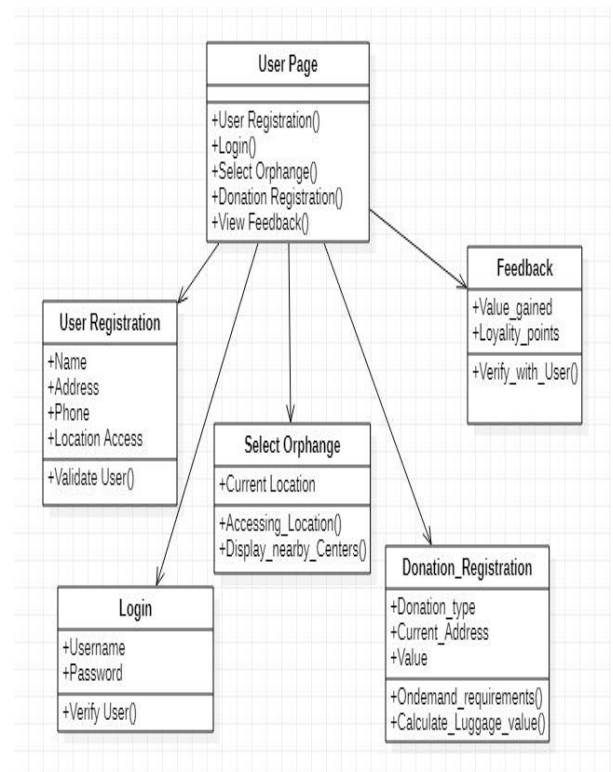 User Page
+User Registration()
+Login()
+Select Orphange()
+Donation Registration()
+View Feedback()
Feedback
+Value_gained
+Loyality_points
+Verify_with_User()
User Registration
+Name
+Address
+Phone
+Location Access
+Validate User()
Select Orphange
+Current Location
+Accessing_Location()
+Display_nearby_Centers()
Donation_Registration
+Donation_type
+Current_Address
+Value
+Ondemand_requirements()
+Calculate_Luggage_value()
Login
+Username
+Password
+Verify User()